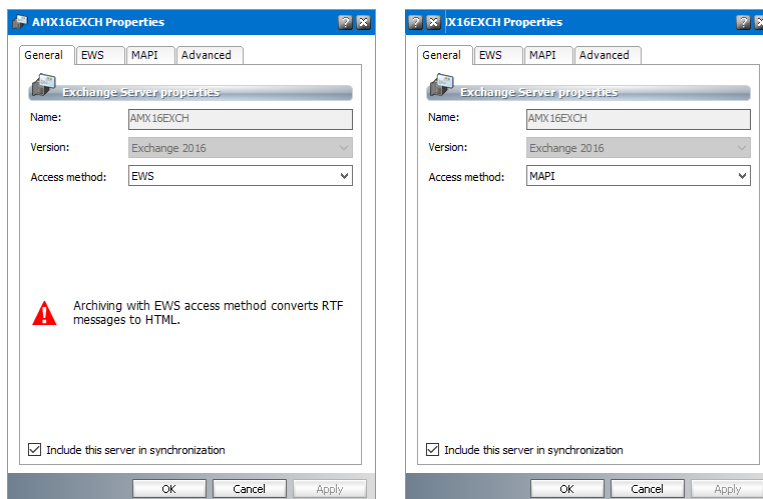 AMX16EXCH Properties
General EWS MAPI Advanced
Exchange Server properties
Name: AMX16EXCH
Version: Exchange 2016
Access method: EWS
Archiving with EWS access method converts RTF
messages to HTML.
Include this server in synchronization
OK Cancel Apply
X16EXCH Properties
General EWS MAPI Advanced
Exchange Server properties
Name: AMX16EXCH
Version: Exchange 2016
Access method: MAPI
Include this server in synchronization
OK Cancel Apply